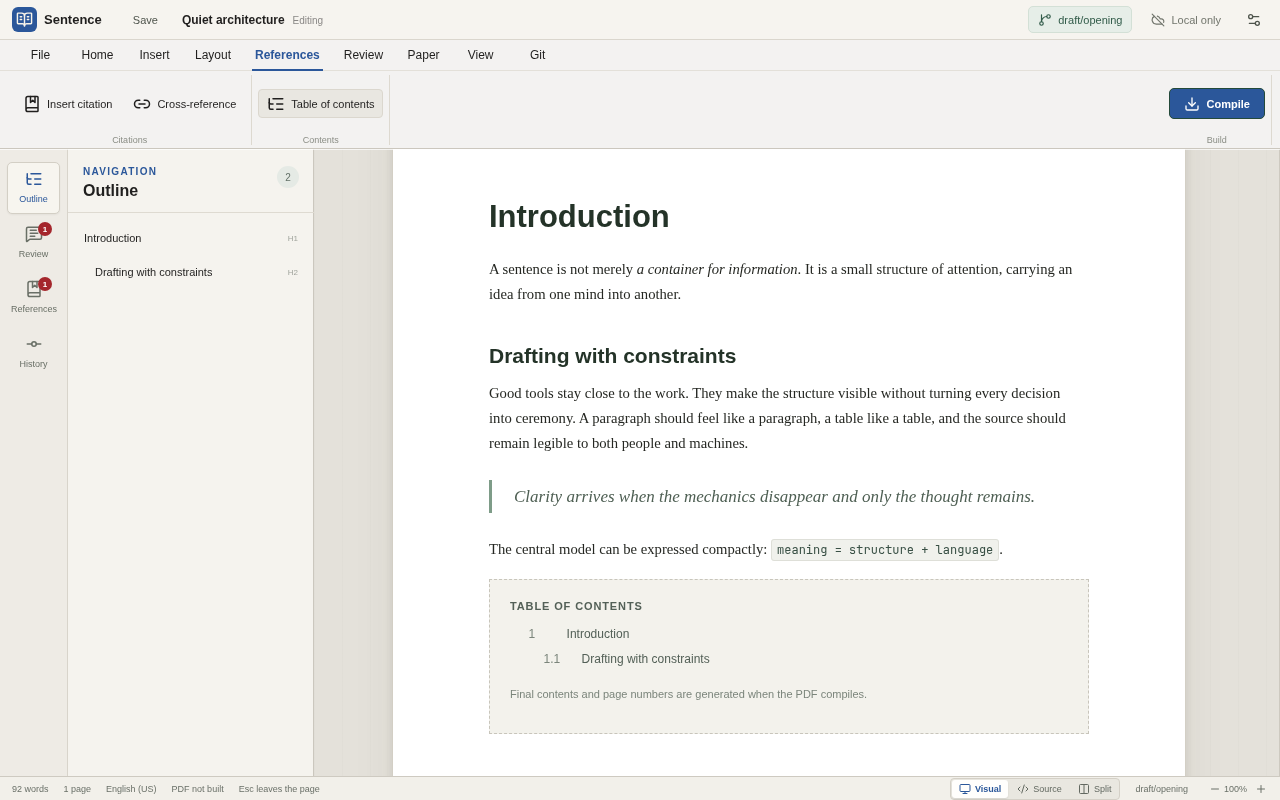 Sentence
Save
Quiet architecture
Editing
draft/opening
Local only
File
Home
Insert
Layout
References
Review
Paper
View
Git
Insert citation
Cross-reference
Citations
Table of contents
Contents
Compile
Build
Outline
1
Review
1
References
History
NAVIGATION
Outline
2
Introduction
H1
Drafting with constraints
H2
Introduction
A sentence is not merely a container for information. It is a small structure of attention, carrying an
idea from one mind into another.
Drafting with constraints
Good tools stay close to the work. They make the structure visible without turning every decision
into ceremony. A paragraph should feel like a paragraph, a table like a table, and the source should
remain legible to both people and machines.
Clarity arrives when the mechanics disappear and only the thought remains.
The central model can be expressed compactly: meaning = structure + language.
TABLE OF CONTENTS
1 Introduction
1.1 Drafting with constraints
Final contents and page numbers are generated when the PDF compiles.
92 words
1 page
English (US)
PDF not built
Esc leaves the page
Visual
Source
Split
draft/opening
100%